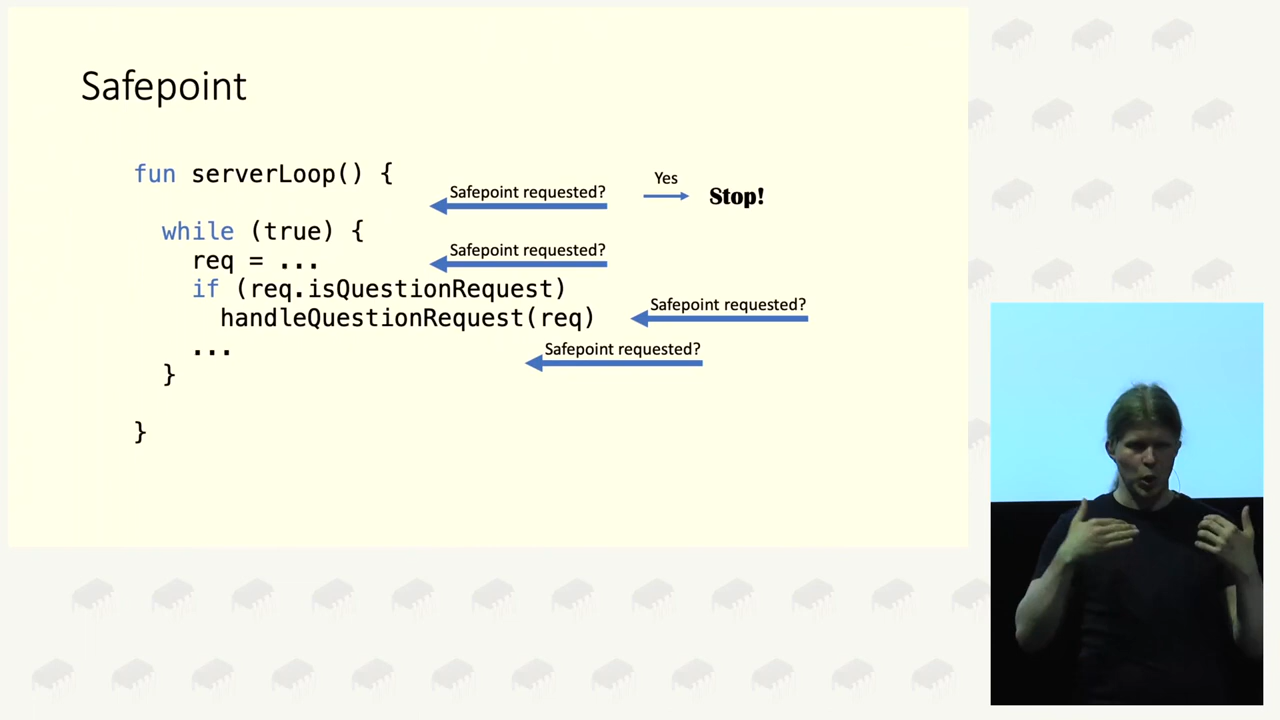 Safepoint
fun serverLoop() {
Safepoint requested?
Yes
Stop!
while (true) {
Safepoint requested?
req = ...
if (req.isQuestionRequest)
Safepoint requested?
handleQuestionRequest(req)
Safepoint requested?
...
}
}